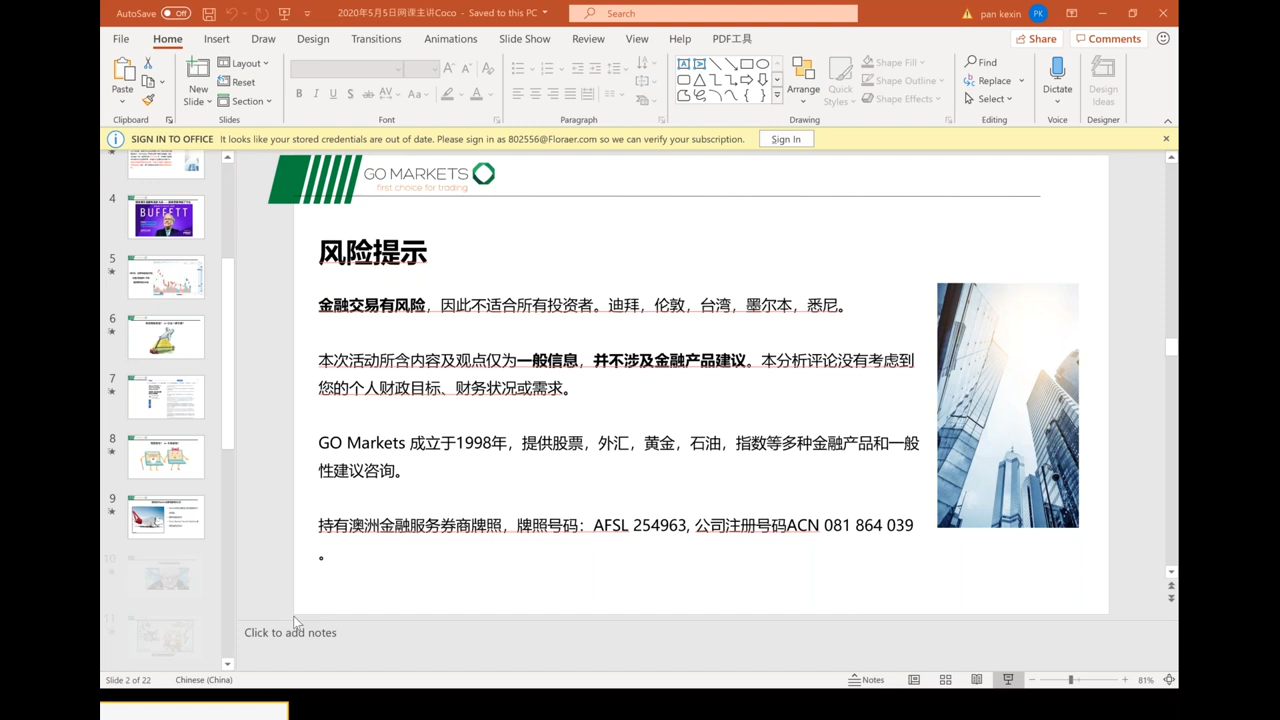 AutoSave Off 2020年5月5日网课主讲Coco - Saved to this PC Search pan kexin PK
File Home Insert Draw Design Transitions Animations Slide Show Review View Help PDF工具 Share Comments
Paste New Slide Layout Reset Section Arrange Quick Styles Shape Fill Shape Outline Shape Effects Find Replace Select Dictate Design Ideas
Clipboard Slides Font Paragraph Drawing Editing Voice Designer
SIGN IN TO OFFICE It looks like your stored credentials are out of date. Please sign in as 802556@Floraer.com so we can verify your subscription. Sign In
4
BUFFETT
5
6
7
8
9
10
11
GO MARKETS
first choice for trading
风险提示
金融交易有风险，因此不适合所有投资者。迪拜，伦敦，台湾，墨尔本，悉尼。
本次活动所含内容及观点仅为一般信息，并不涉及金融产品建议。本分析评论没有考虑到
您的个人财政目标、财务状况或需求。
GO Markets 成立于1998年，提供股票，外汇，黄金，石油，指数等多种金融产品和一般
性建议咨询。
持有澳洲金融服务券商牌照，牌照号码：AFSL 254963, 公司注册号码ACN 081 864 039
。
Click to add notes
Slide 2 of 22 Chinese (China) Notes 81%